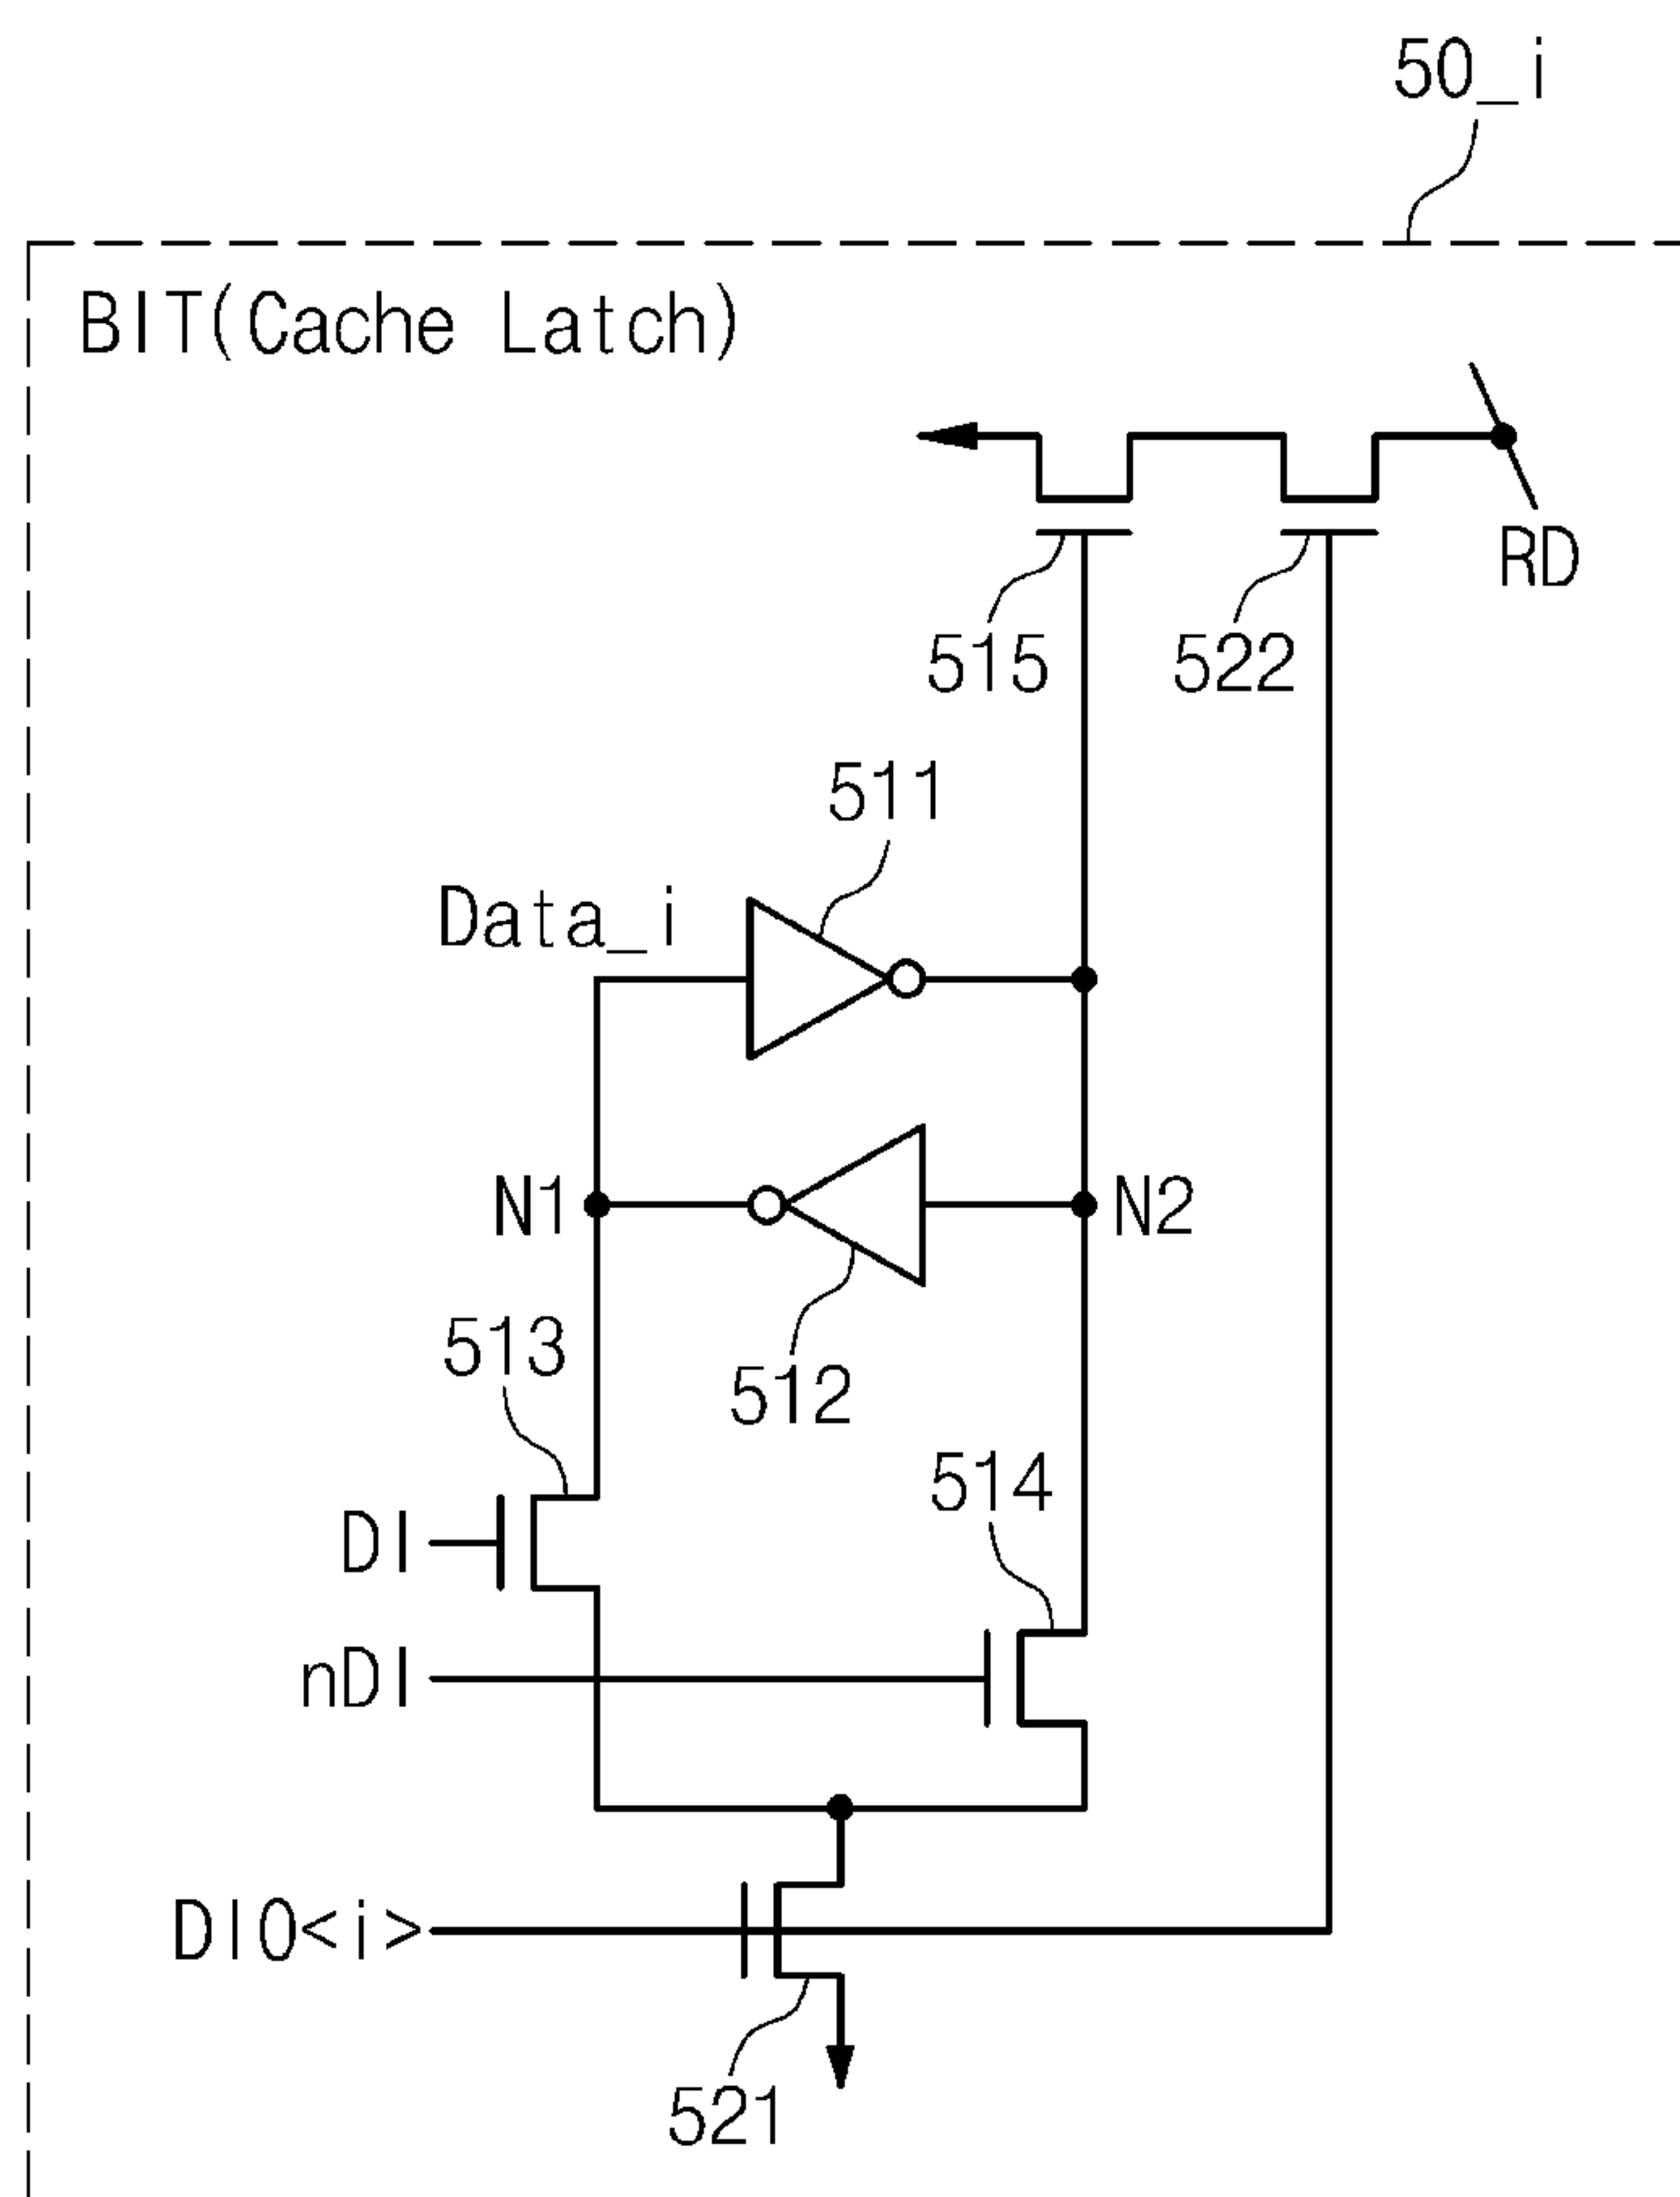 50_i
BIT(Cache Latch)
RD
515
522
511
Data_i
N1
N2
513
512
514
DI
nDI
DIO<i>
521